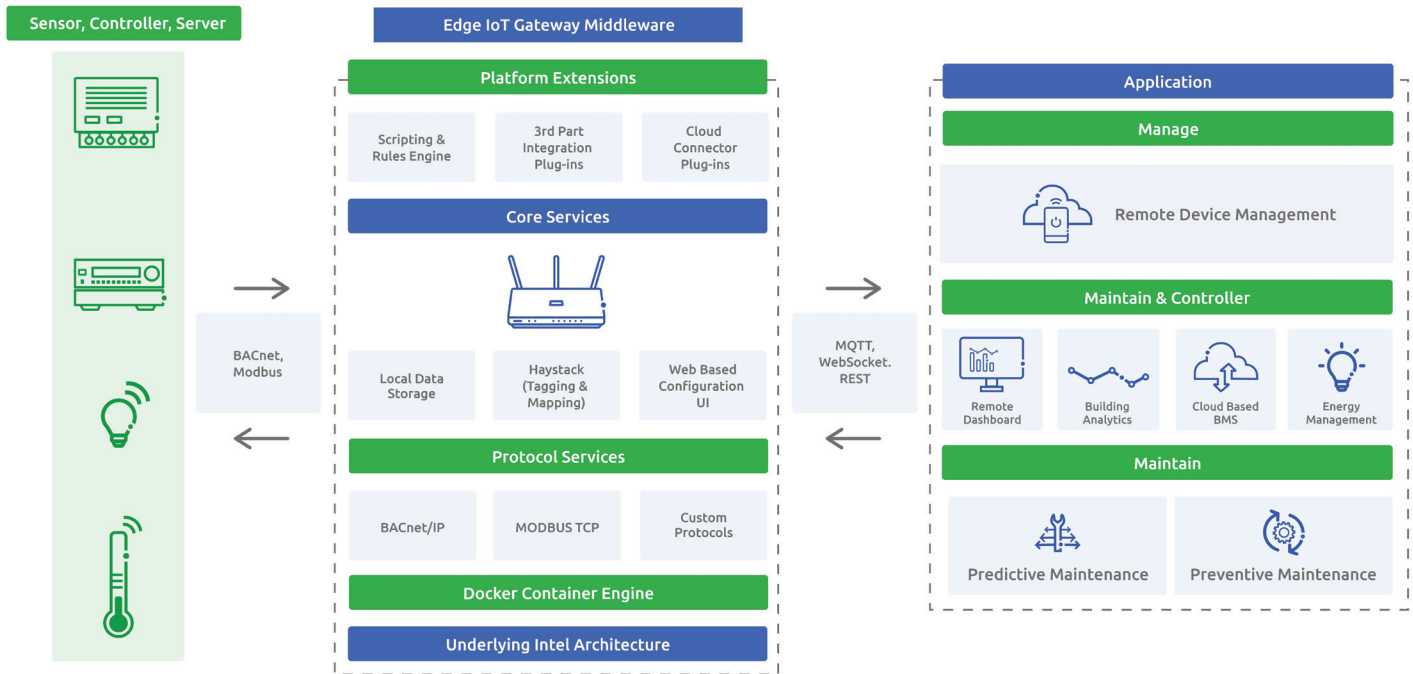 Sensor, Controller, Server
BACnet,
Modbus
Edge IoT Gateway Middleware
Platform Extensions
Scripting &
Rules Engine
3rd Part
Integration
Plug-ins
Cloud
Connector
Plug-ins
Core Services
Local Data
Storage
Haystack
(Tagging &
Mapping)
Web Based
Configuration
UI
Protocol Services
BACnet/IP
MODBUS TCP
Custom
Protocols
Docker Container Engine
Underlying Intel Architecture
MQTT,
WebSocket.
REST
Application
Manage
Remote Device Management
Maintain & Controller
Remote
Dashboard
Building
Analytics
Cloud Based
BMS
Energy
Management
Maintain
Predictive Maintenance
Preventive Maintenance